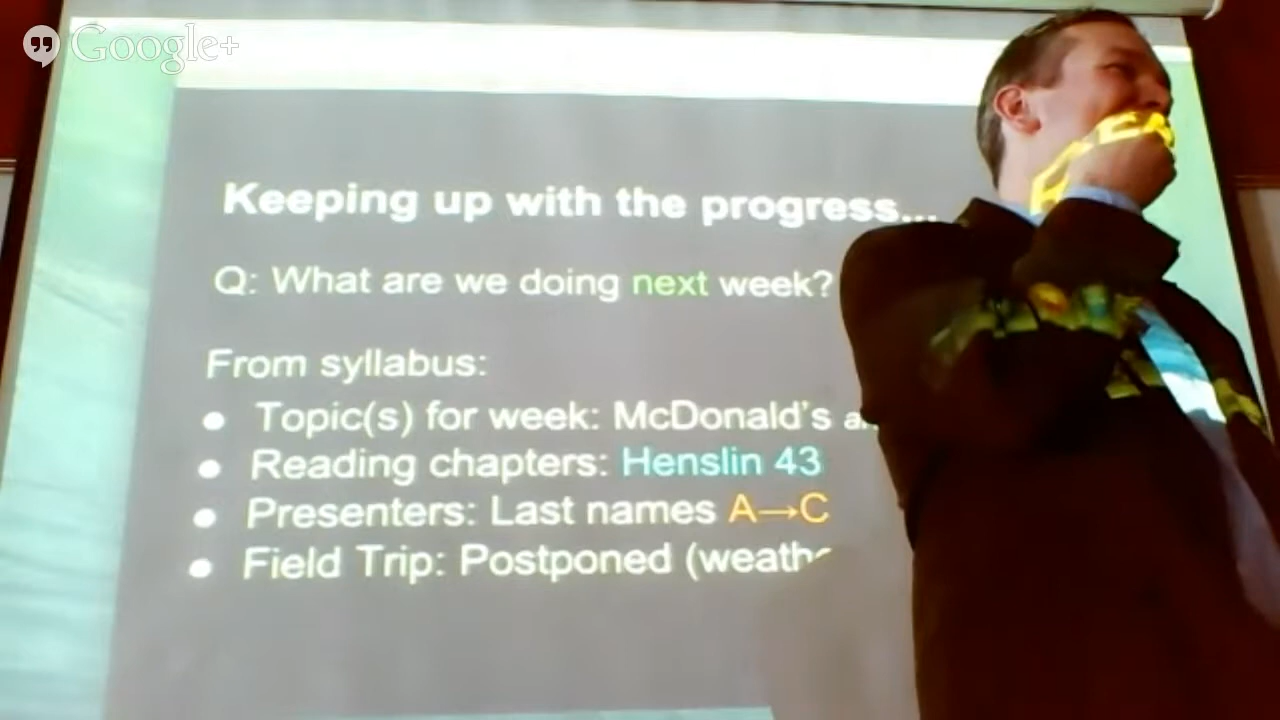 Google+
Keeping up with the progress...
Q: What are we doing next week?
From syllabus:
● Topic(s) for week: McDonald's
● Reading chapters: Henslin 43
● Presenters: Last names A→C
● Field Trip: Postponed